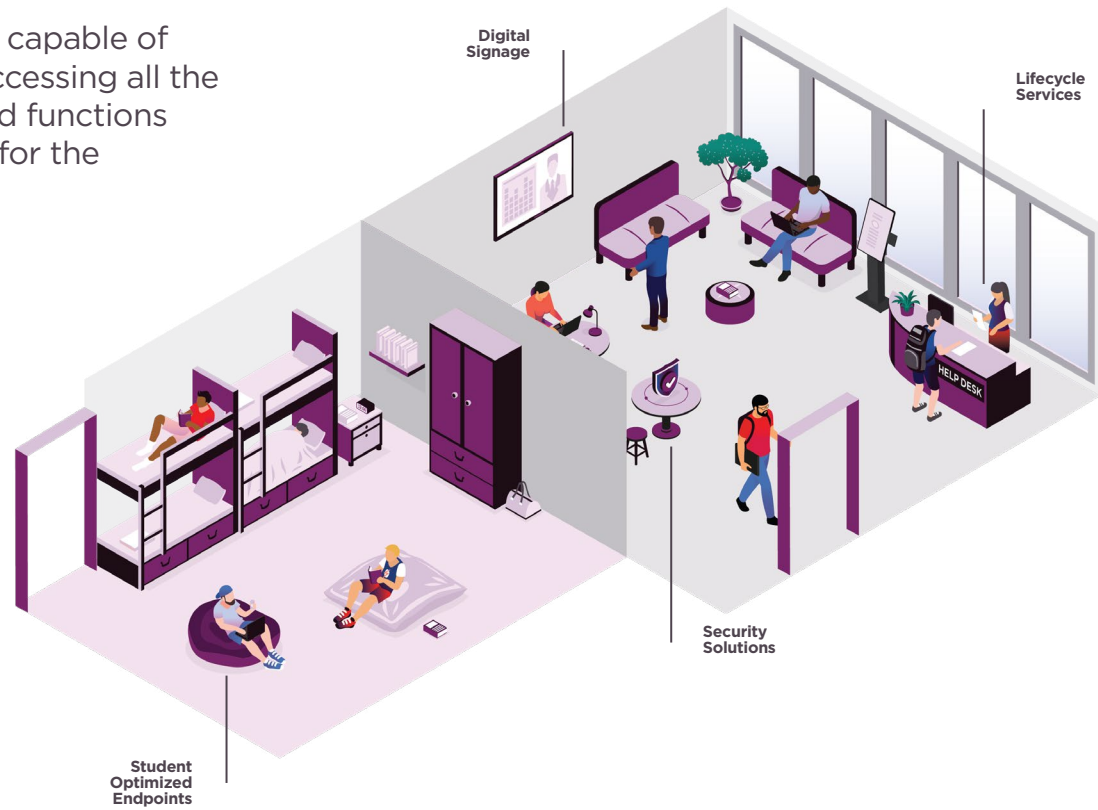 capable of
ccessing all the
d functions
for the
Digital
Signage
Lifecycle
Services
HELP DESK
Security
Solutions
Student
Optimized
Endpoints